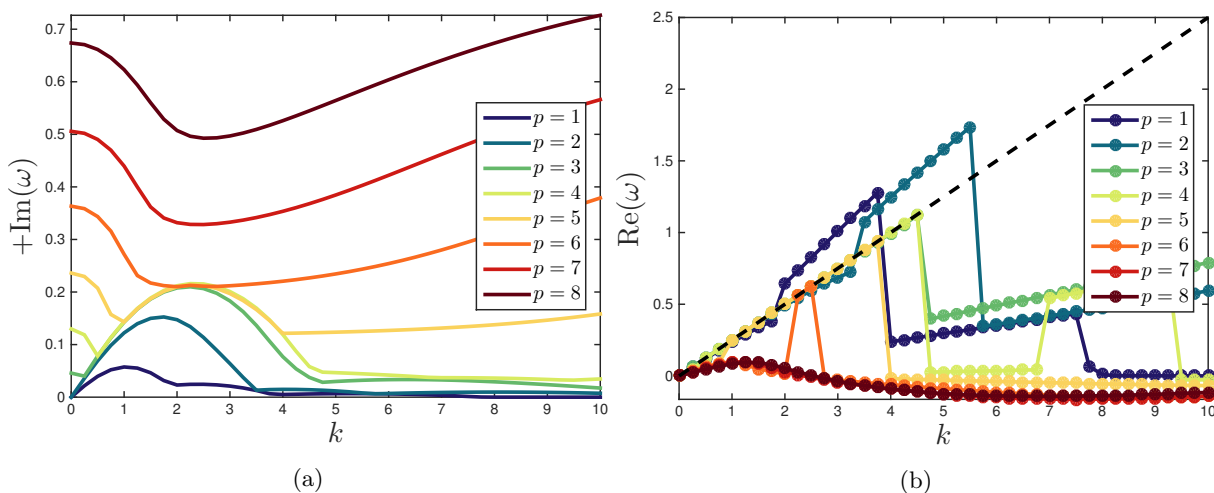 0.7
0.6
0.5
0.4
0.3
0.2
0.1
0
+Im(ω)
0 1 2 3 4 5 6 7 8 9 10
k
p = 1
p = 2
p = 3
p = 4
p = 5
p = 6
p = 7
p = 8
(a)
2.5
2.0
1.5
1.0
0.5
0.0
Re(ω)
0 1 2 3 4 5 6 7 8 9 10
k
p = 1
p = 2
p = 3
p = 4
p = 5
p = 6
p = 7
p = 8
(b)